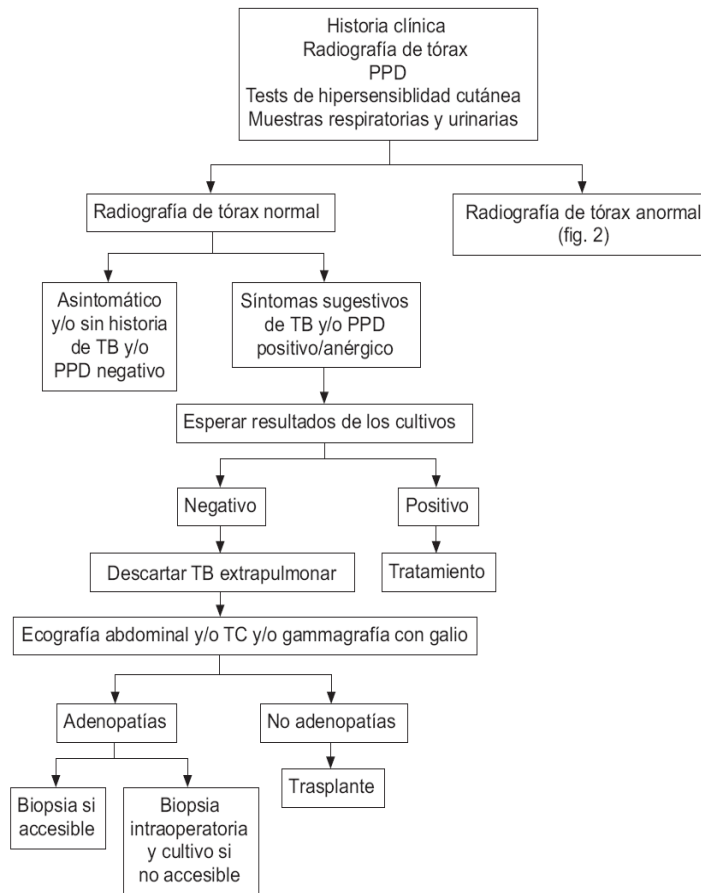 Historia clínica
Radiografía de tórax
PPD
Tests de hipersensiblidad cutánea
Muestras respiratorias y urinarias
Radiografía de tórax normal
Radiografía de tórax anormal
(fig. 2)
Asintomático
y/o sin historia
de TB y/o
PPD negativo
Síntomas sugestivos
de TB y/o PPD
positivo/anérgico
Esperar resultados de los cultivos
Negativo
Positivo
Descartar TB extrapulmonar
Tratamiento
Ecografía abdominal y/o TC y/o gammagrafía con galio
Adenopatías
No adenopatías
Biopsia si
accesible
Biopsia
intraoperatoria
y cultivo si
no accesible
Trasplante